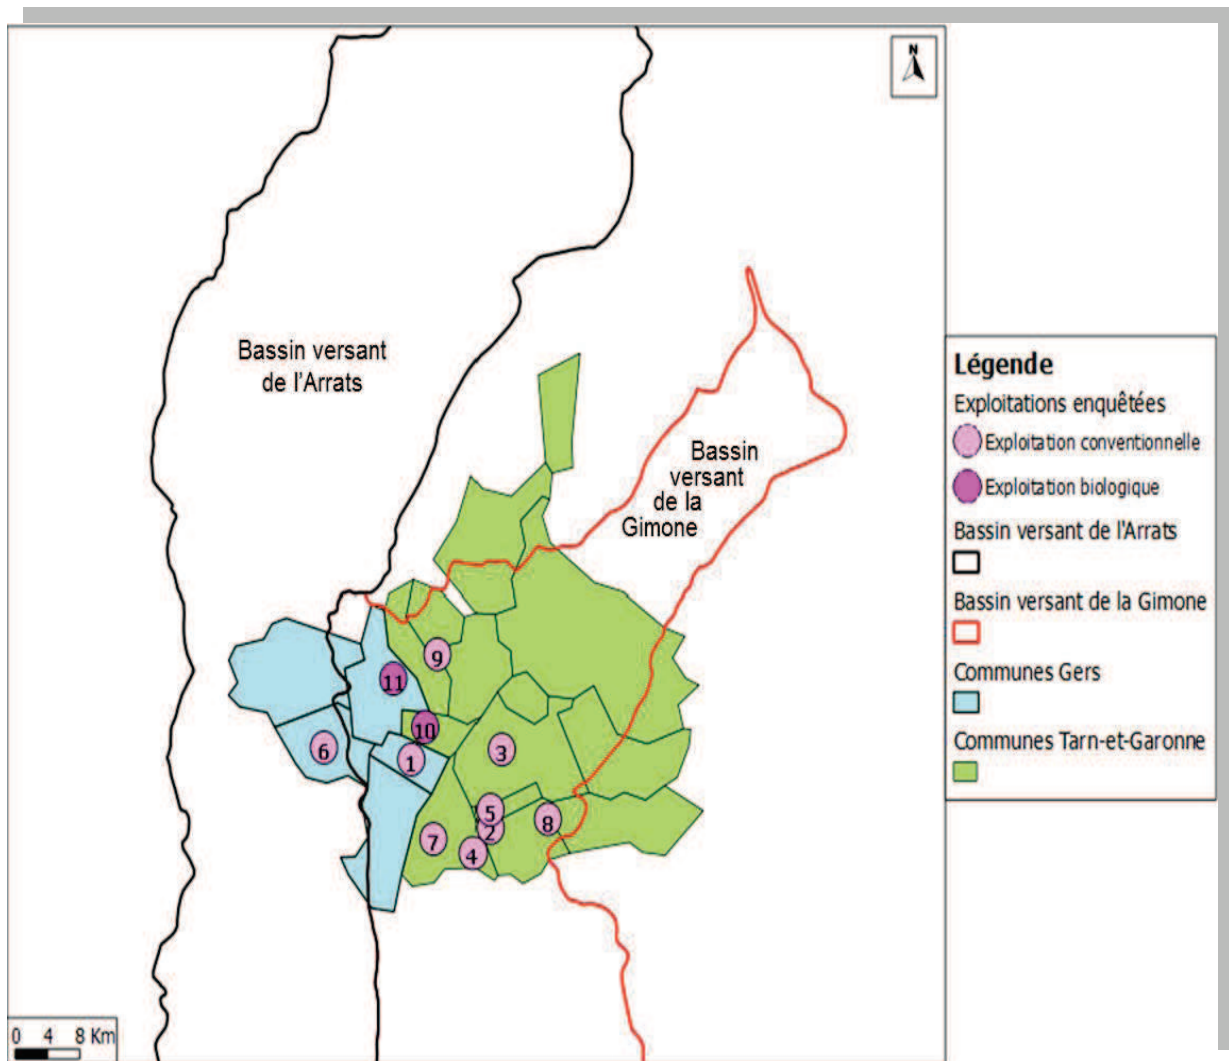 N
Bassin versant
de l'Arrats
Bassin
versant
de la
Gimone
9
11
10
6
1
3
5
2
8
7
4
0 4 8 Km
Légende
Exploitations enquêtées
Exploitation conventionnelle
Exploitation biologique
Bassin versant de l'Arrats
Bassin versant de la Gimone
Communes Gers
Communes Tarn-et-Garonne